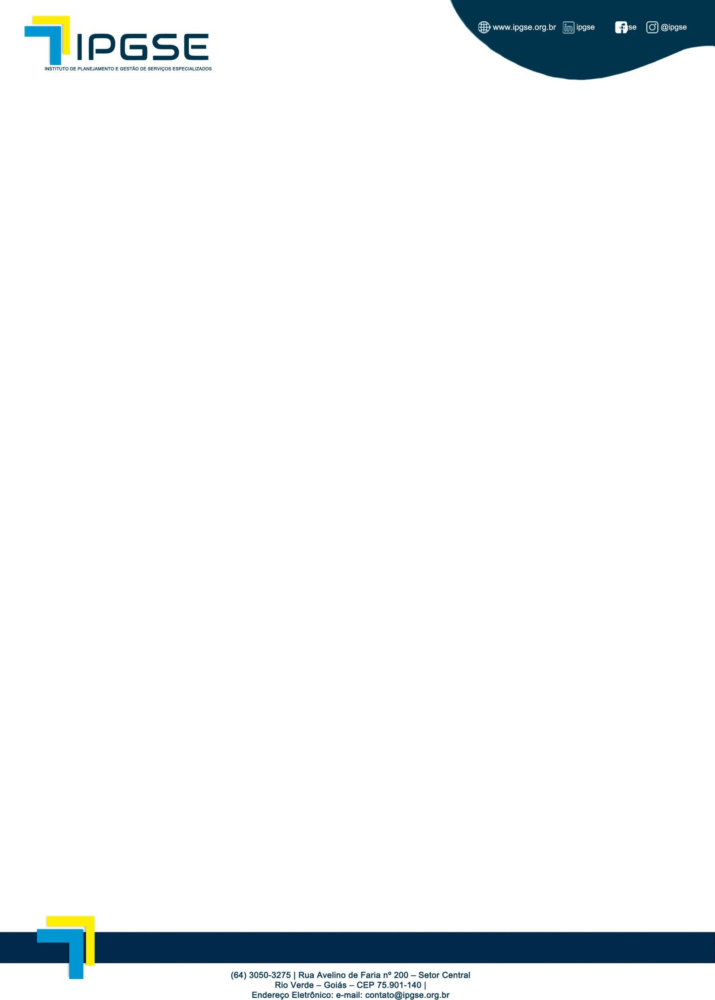 IPGSE
INSTITUTO DE PLANEJAMENTO E GESTÃO DE SERVIÇOS ESPECIALIZADOS
www.ipgse.org.br in ipgse ipgse @ipgse
(64) 3050-3275 | Rua Avelino de Faria nº 200 – Setor Central
Rio Verde – Goiás – CEP 75.901-140 |
Endereço Eletrônico: e-mail: contato@ipgse.org.br